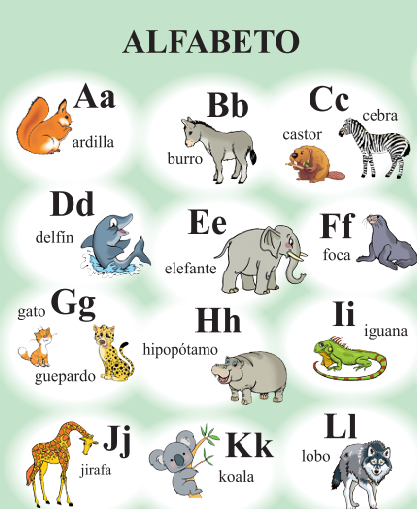 ALFABETO
Aa
ardilla
Bb
burro
Cc
castor
cebra
Dd
delfín
Ee
elefante
Ff
foca
gato
Gg
guepardo
Hh
hipopótamo
Ii
iguana
Jj
jirafa
Kk
koala
Ll
lobo